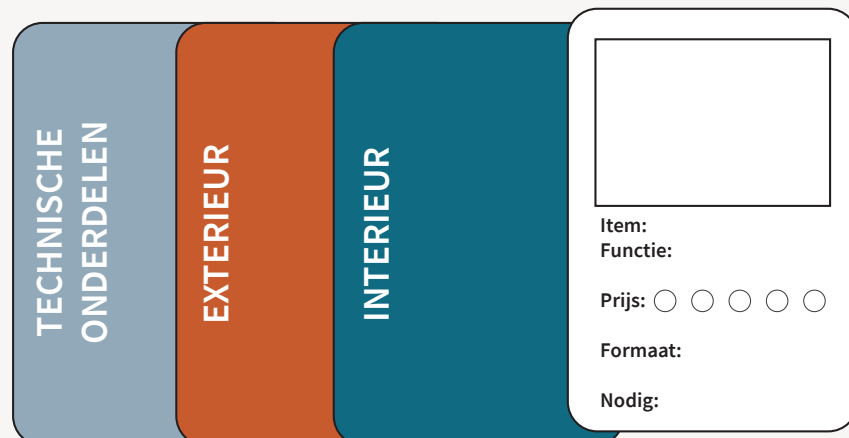 TECHNISCHE
ONDERDELEN
EXTERIEUR
INTERIEUR
Item:
Functie:
Prijs:
Formaat:
Nodig: